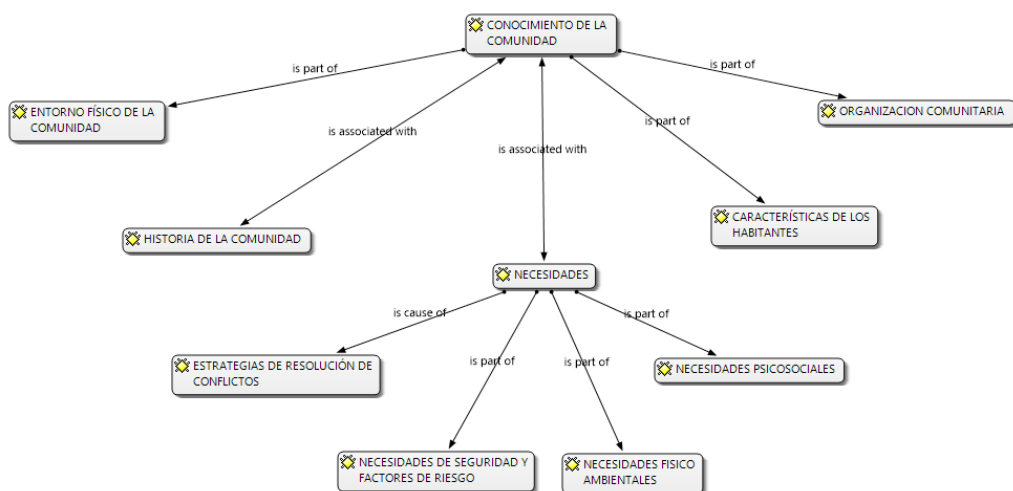 CONOCIMIENTO DE LA
COMUNIDAD
is part of
is part of
ENTORNO FÍSICO DE LA
COMUNIDAD
ORGANIZACION COMUNITARIA
is associated with
is part of
is associated with
CARACTERÍSTICAS DE LOS
HABITANTES
HISTORIA DE LA COMUNIDAD
NECESIDADES
is cause of
is part of
is part of
is part of
ESTRATEGIAS DE RESOLUCIÓN DE
CONFLICTOS
NECESIDADES PSICOSOCIALES
NECESIDADES DE SEGURIDAD Y
FACTORES DE RIESGO
NECESIDADES FISICO
AMBIENTALES